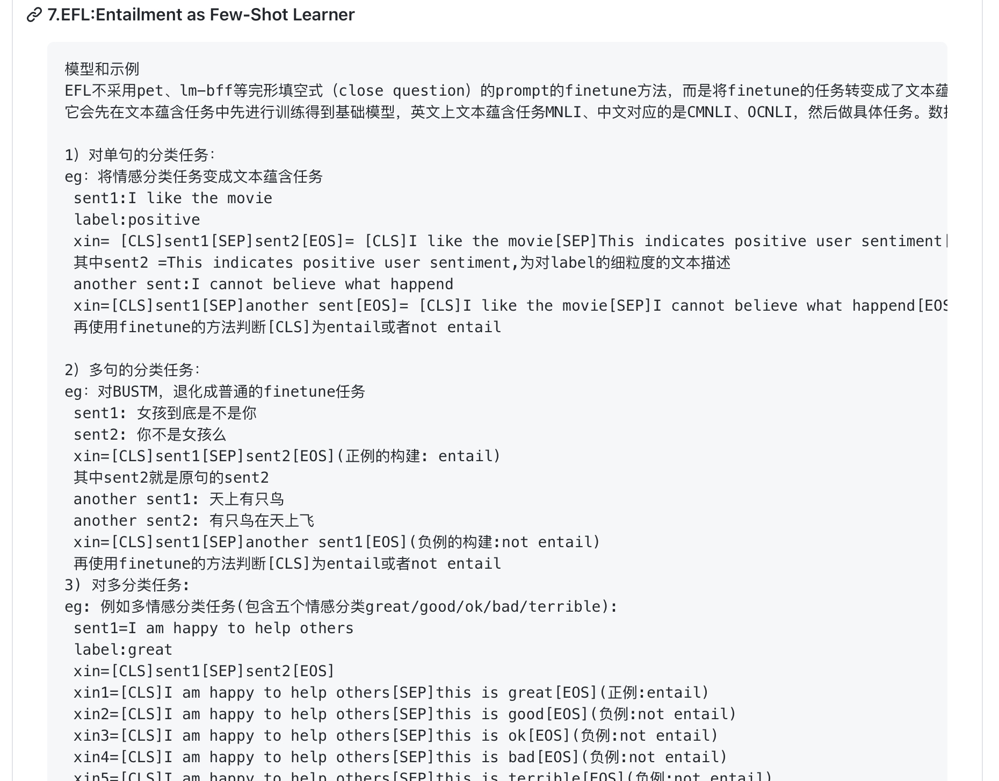 7.EFL:Entailment as Few-Shot Learner
模型和示例
EFL不采用pet、lm-bff等完形填空式（close question）的prompt的finetune方法，而是将finetune的任务转变成了文本蕴
它会先在文本蕴含任务中先进行训练得到基础模型，英文上文本蕴含任务MNLI、中文对应的是CMNLI、OCNLI，然后做具体任务。数
1）对单句的分类任务：
eg：将情感分类任务变成文本蕴含任务
sent1:I like the movie
label:positive
xin= [CLS]sent1[SEP]sent2[EOS]= [CLS]I like the movie[SEP]This indicates positive user sentiment[
其中sent2 =This indicates positive user sentiment,为对label的细粒度的文本描述
another sent:I cannot believe what happend
xin=[CLS]sent1[SEP]another sent[EOS]= [CLS]I like the movie[SEP]I cannot believe what happend[EOS
再使用finetune的方法判断[CLS]为entail或者not entail
2）多句的分类任务：
eg：对BUSTM，退化成普通的finetune任务
sent1: 女孩到底是不是你
sent2: 你不是女孩么
xin=[CLS]sent1[SEP]sent2[EOS](正例的构建: entail)
其中sent2就是原句的sent2
another sent1: 天上有只鸟
another sent2: 有只鸟在天上飞
xin=[CLS]sent1[SEP]another sent1[EOS](负例的构建:not entail)
再使用finetune的方法判断[CLS]为entail或者not entail
3) 对多分类任务:
eg: 例如多情感分类任务(包含五个情感分类great/good/ok/bad/terrible):
sent1=I am happy to help others
label:great
xin=[CLS]sent1[SEP]sent2[EOS]
xin1=[CLS]I am happy to help others[SEP]this is great[EOS](正例:entail)
xin2=[CLS]I am happy to help others[SEP]this is good[EOS](负例:not entail)
xin3=[CLS]I am happy to help others[SEP]this is ok[EOS](负例:not entail)
xin4=[CLS]I am happy to help others[SEP]this is bad[EOS](负例:not entail)
xin5=[CLS]I am happy to help others[SEP]this is terrible[EOS](负例:not entail)